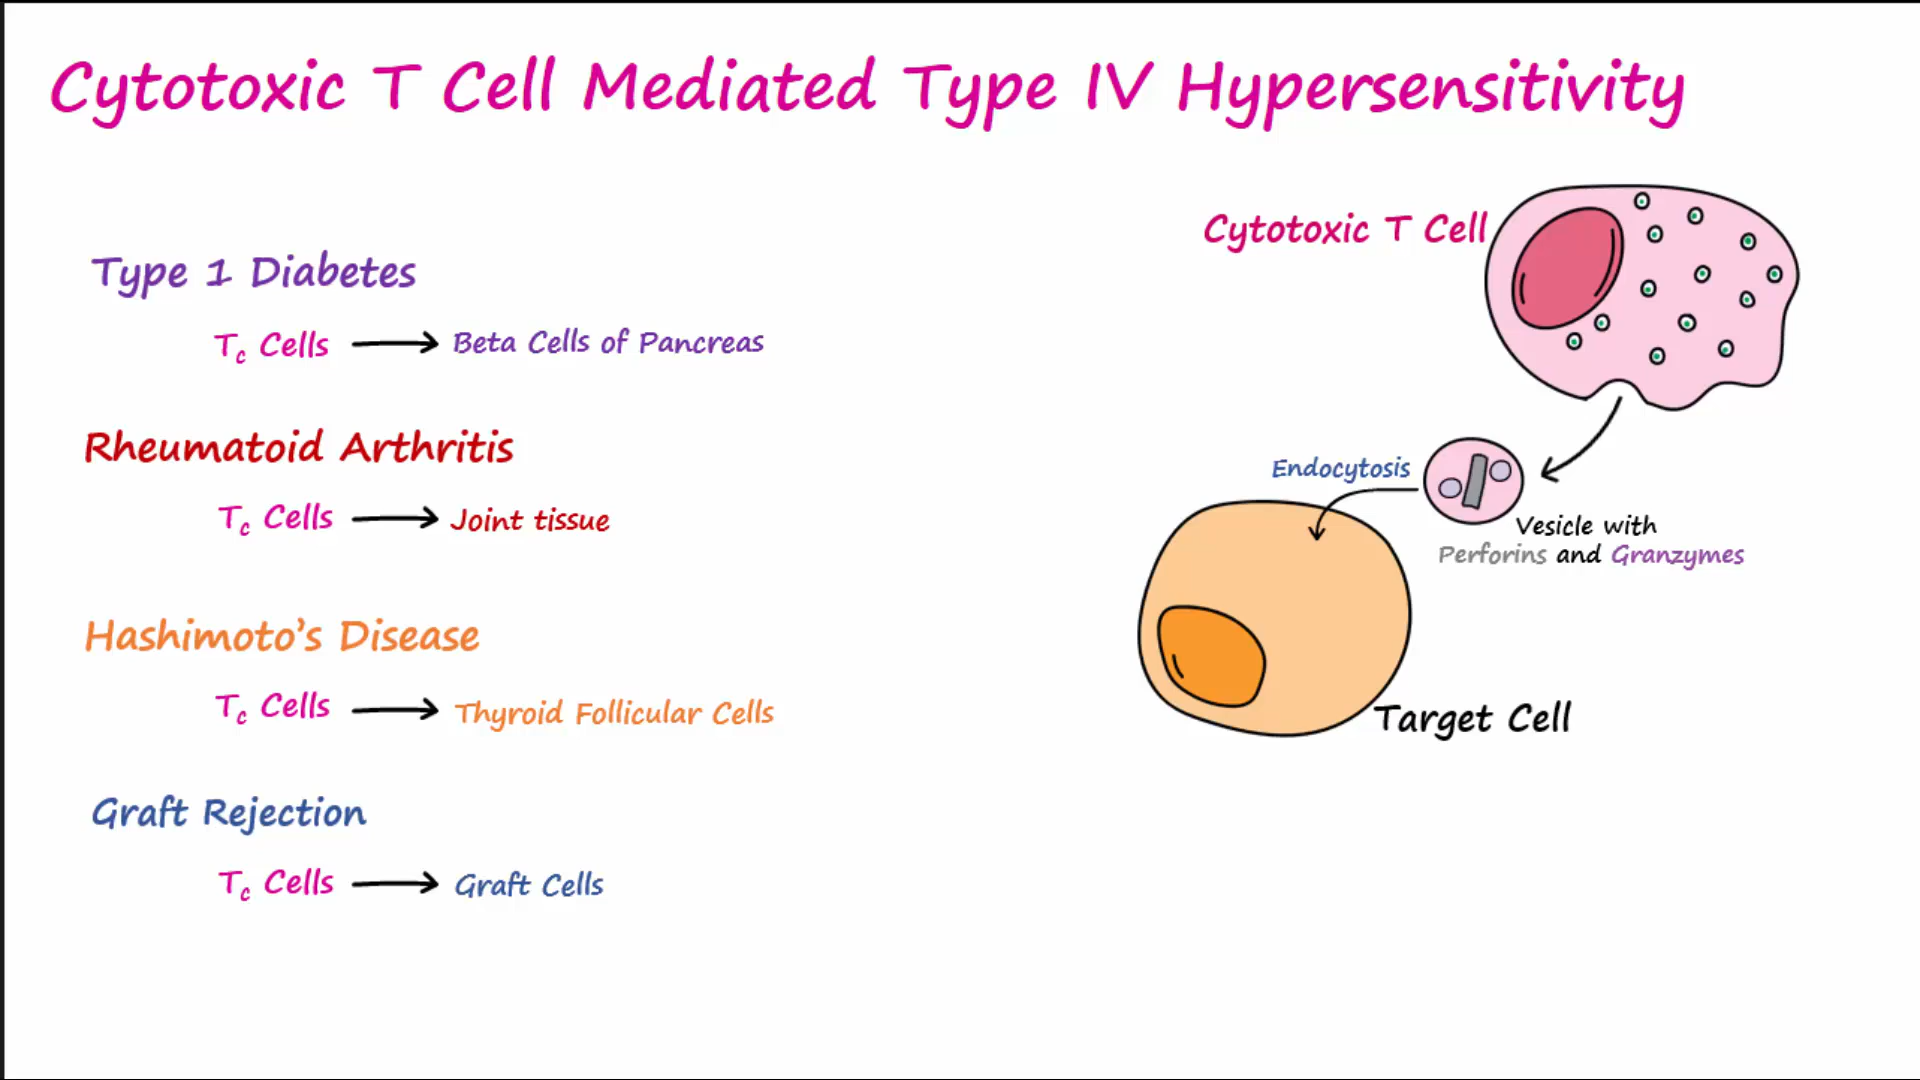 Cytotoxic T Cell Mediated Type IV Hypersensitivity
Type 1 Diabetes
Tc Cells → Beta Cells of Pancreas
Rheumatoid Arthritis
Tc Cells → Joint tissue
Hashimoto's Disease
Tc Cells → Thyroid Follicular Cells
Graft Rejection
Tc Cells → Graft Cells
Cytotoxic T Cell
Endocytosis
Vesicle with
Perforins and Granzymes
Target Cell